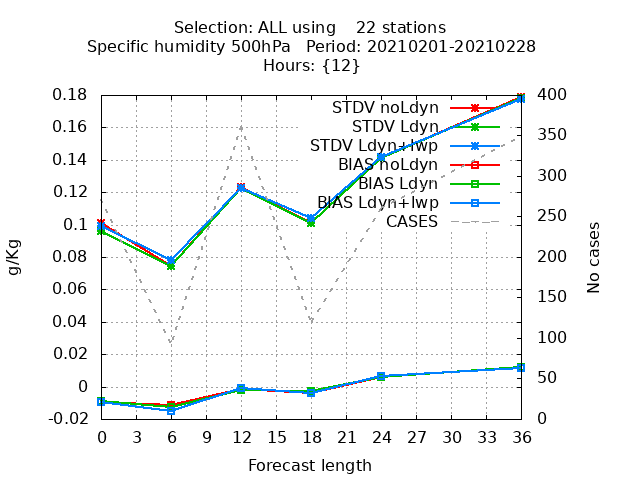 Selection: ALL using    22 stations
Specific humidity 500hPa   Period: 20210201-20210228
Hours: {12}
0.18
0.16
0.14
0.12
0.1
0.08
0.06
0.04
0.02
0
-0.02
g/Kg
STDV noLdyn
STDV Ldyn
STDV Ldyn+lwp
BIAS noLdyn
BIAS Ldyn
BIAS Ldyn+lwp
CASES
400
350
300
250
200
150
100
50
0
No cases
0 3 6 9 12 15 18 21 24 27 30 33 36
Forecast length